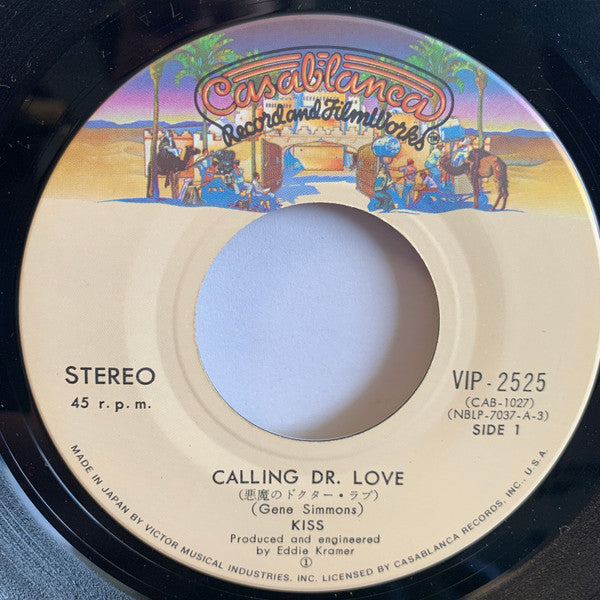 Casablanca
Record and FilmWorks®
STEREO
45 r.p.m.
VIP-2525
(CAB-1027)
(NBLP-7037-A-3)
SIDE 1
CALLING DR. LOVE
(悪魔のドクター・ラブ)
(Gene Simmons)
KISS
Produced and engineered
by Eddie Kramer
①
MADE IN JAPAN BY VICTOR MUSICAL INDUSTRIES, INC. LICENSED BY CASABLANCA RECORDS, INC., U.S.A.